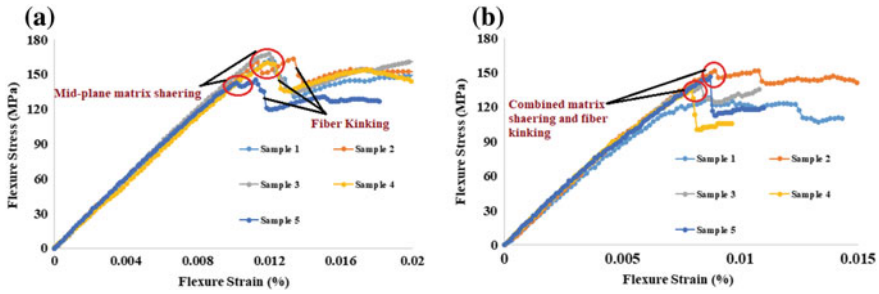 (a)
180
150
120
90
60
30
0
Flexure Stress (MPa)
Mid-plane matrix shaering
Fiber Kinking
Sample 1
Sample 2
Sample 3
Sample 4
Sample 5
0
0.004
0.008
0.012
0.016
0.02
Flexure Strain (%)
(b)
180
150
120
90
60
30
0
Flexure Stress (MPa)
Combined matrix
shaering and fiber
kinking
Sample 1
Sample 2
Sample 3
Sample 4
Sample 5
0
0.005
0.01
0.015
Flexure Strain (%)